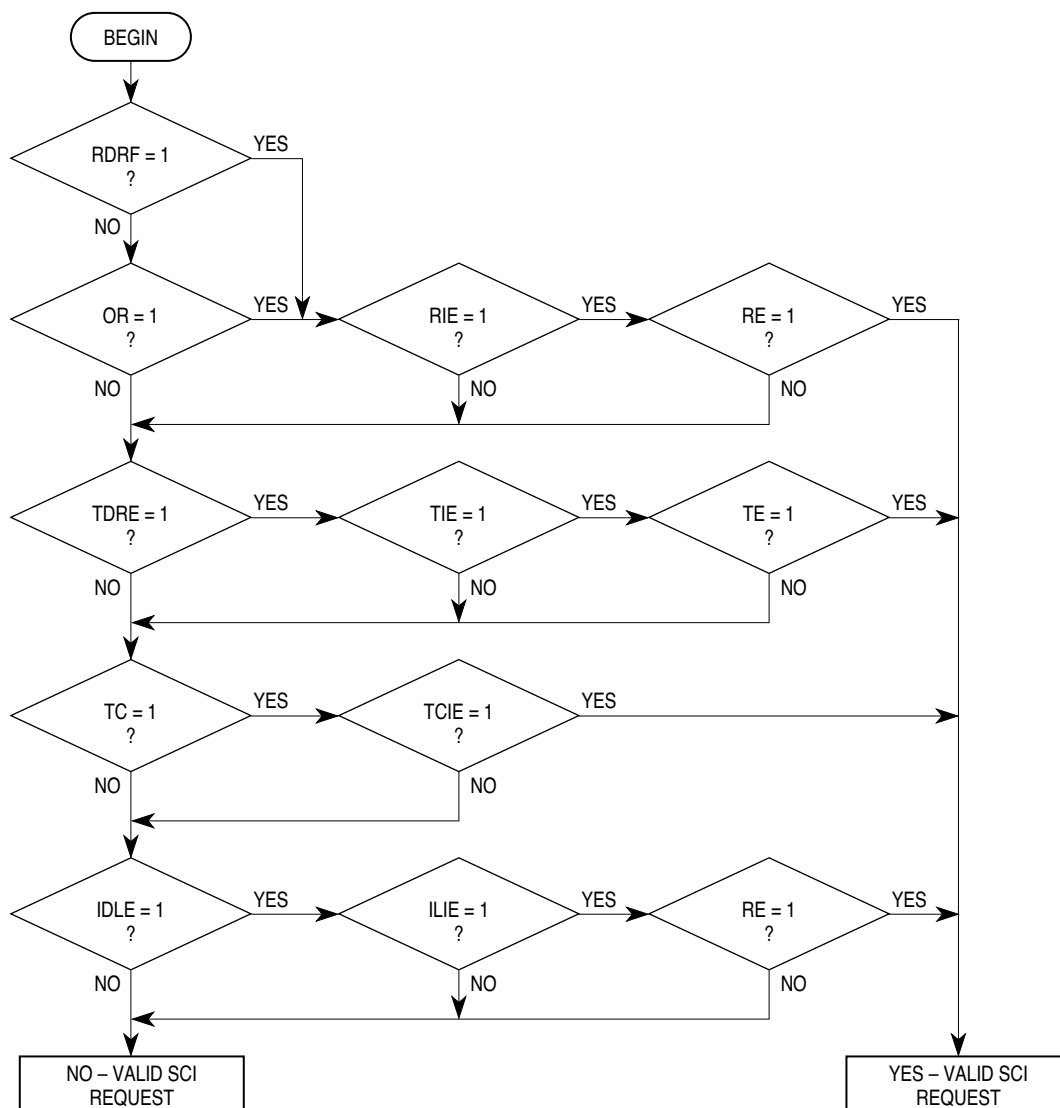 BEGIN
RDRF = 1
?
YES
NO
OR = 1
?
YES
NO
RIE = 1
?
YES
NO
RE = 1
?
YES
NO
TDRE = 1
?
YES
NO
TIE = 1
?
YES
NO
TE = 1
?
YES
NO
TC = 1
?
YES
NO
TCIE = 1
?
YES
NO
IDLE = 1
?
YES
NO
ILIE = 1
?
YES
NO
RE = 1
?
YES
NO
NO – VALID SCI
REQUEST
YES – VALID SCI
REQUEST